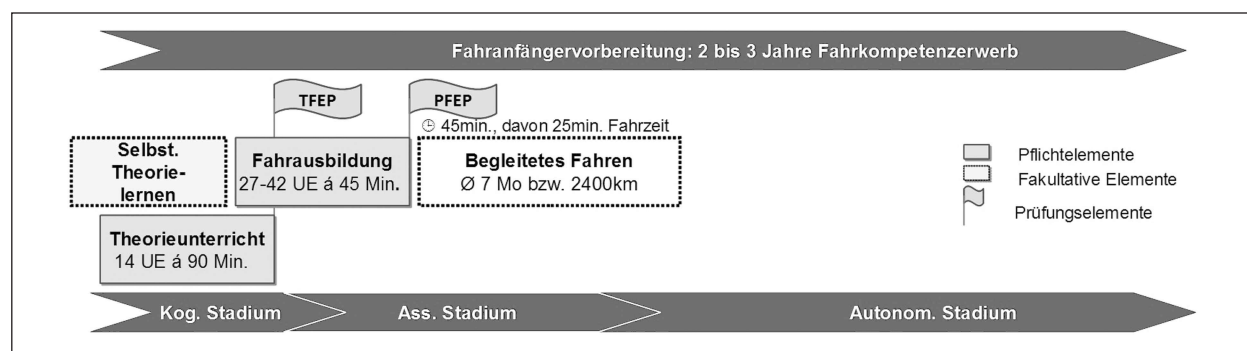 Fahranfängervorbereitung: 2 bis 3 Jahre Fahrkompetenzerwerb
TFEP
PFEP
45min., davon 25min. Fahrzeit
Selbst.
Theorie-
lernen
Fahrausbildung
27-42 UE á 45 Min.
Begleitetes Fahren
Ø 7 Mo bzw. 2400km
Theorieunterricht
14 UE á 90 Min.
Pflichtelemente
Fakultative Elemente
Prüfungselemente
Kog. Stadium
Ass. Stadium
Autonom. Stadium